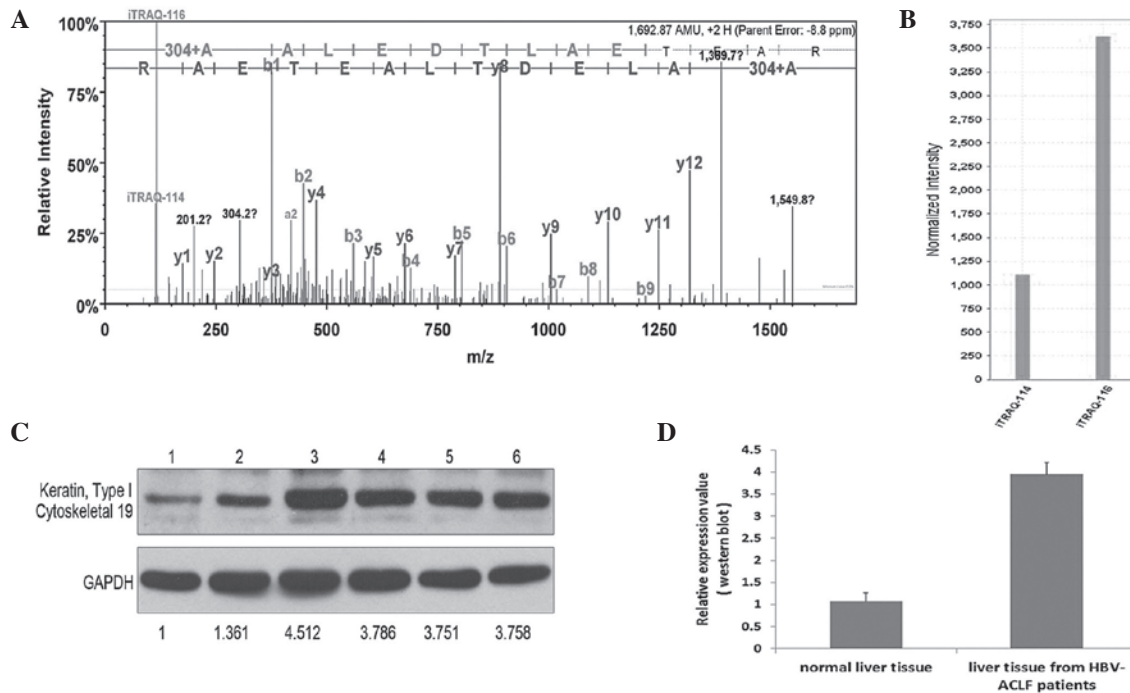 A
iTRAQ-116
1,692.87 AMU, +2 H (Parent Error: -8.8 ppm)
304+A A L E D T L A E T E A R
R A E T E A L T D E L A 304+A
b1
y8
1,389.7?
100%
75%
50%
25%
0%
Relative Intensity
iTRAQ-114
201.2?
304.2?
y1
y2
y3
a2
b2
y4
b3
y5
y6
b4
y7
b5
b6
y9
b7
b8
y10
b9
y11
y12
1,549.8?
0 250 500 750 1000 1250 1500
m/z
B
3,750
3,500
3,250
3,000
2,750
2,500
2,250
2,000
1,750
1,500
1,250
1,000
750
500
250
0
Normalized Intensity
iTRAQ-114
iTRAQ-116
C
1 2 3 4 5 6
Keratin, Type I
Cytoskeletal 19
GAPDH
1 1.361 4.512 3.786 3.751 3.758
D
4.5
4
3.5
3
2.5
2
1.5
1
0.5
0
Relative expression value
( western blot )
normal liver tissue
liver tissue from HBV-
ACLF patients